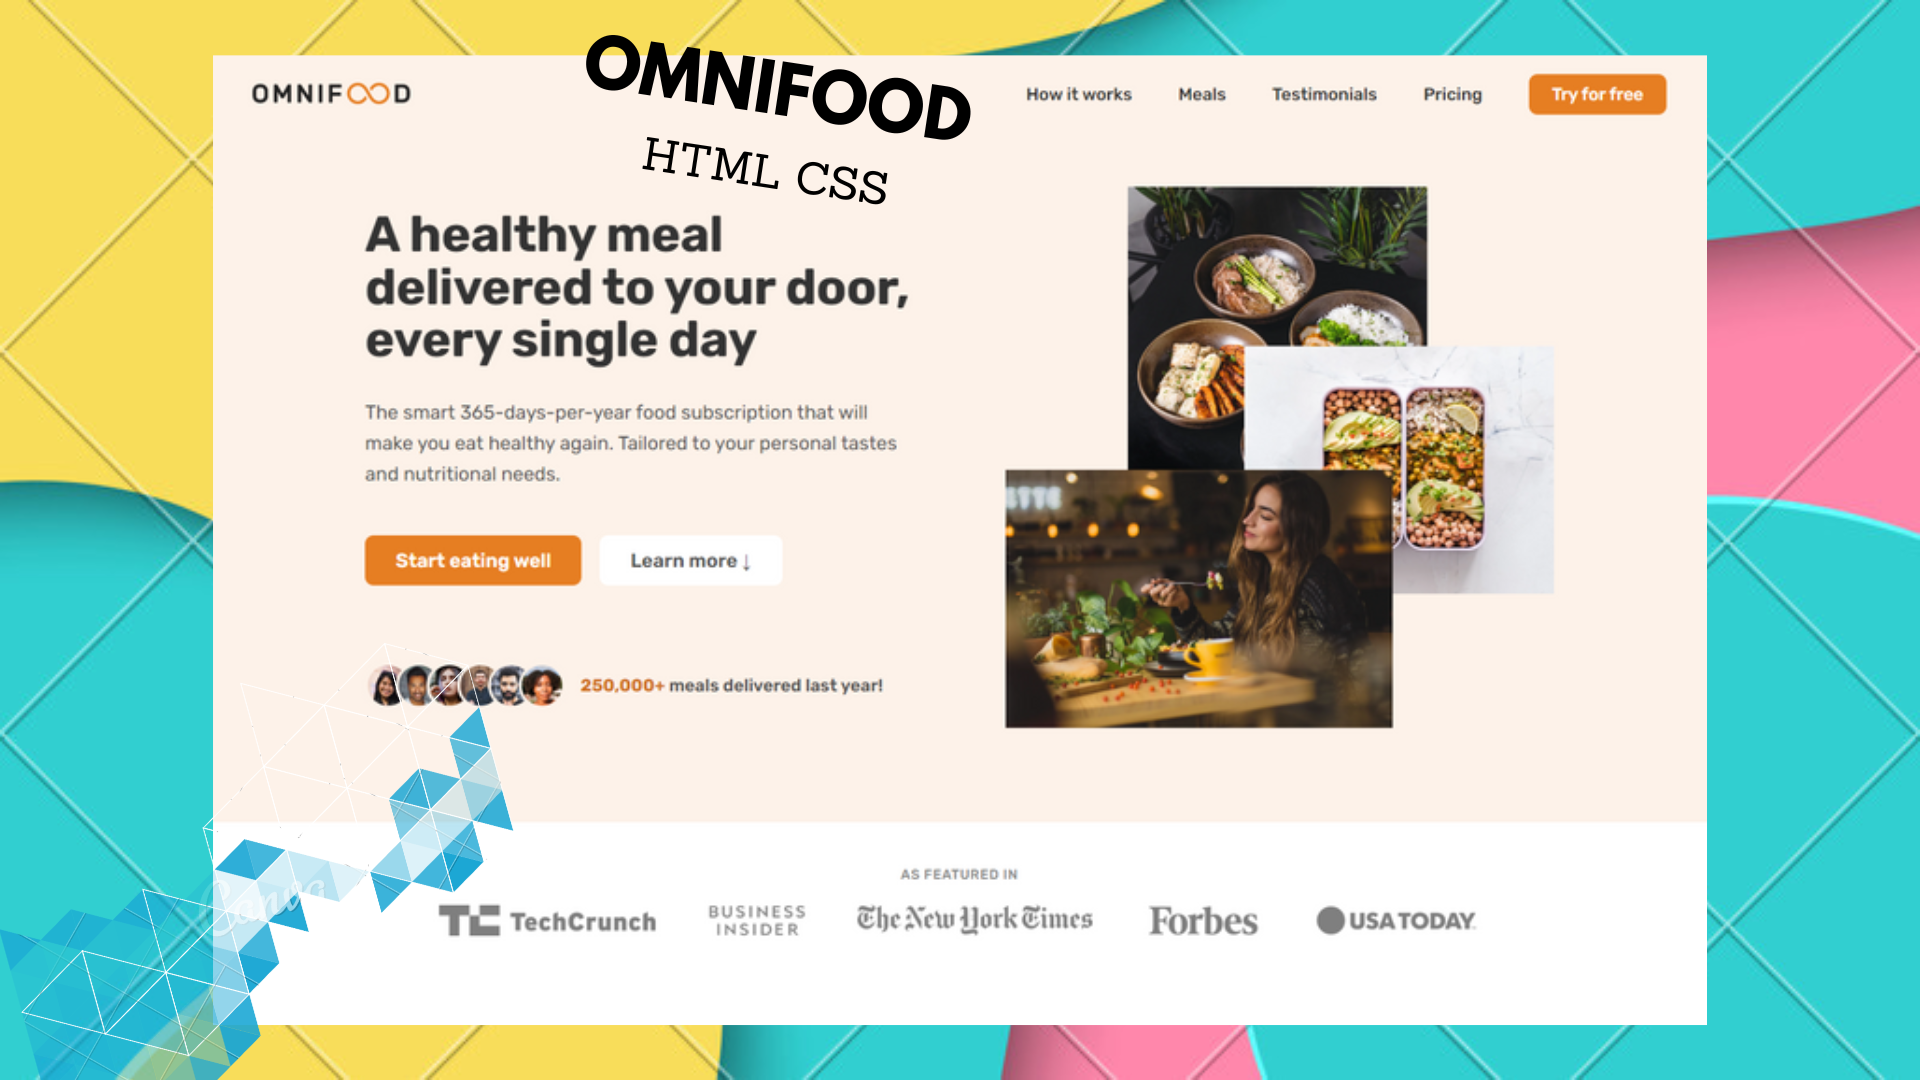 OMNIFOOD
HTML CSS
OMNIFOOD
How it works
Meals
Testimonials
Pricing
Try for free
A healthy meal
delivered to your door,
every single day
The smart 365-days-per-year food subscription that will
make you eat healthy again. Tailored to your personal tastes
and nutritional needs.
Start eating well
Learn more ↓
250,000+ meals delivered last year!
AS FEATURED IN
TC TechCrunch
BUSINESS
INSIDER
The New York Times
Forbes
USA TODAY
Canva